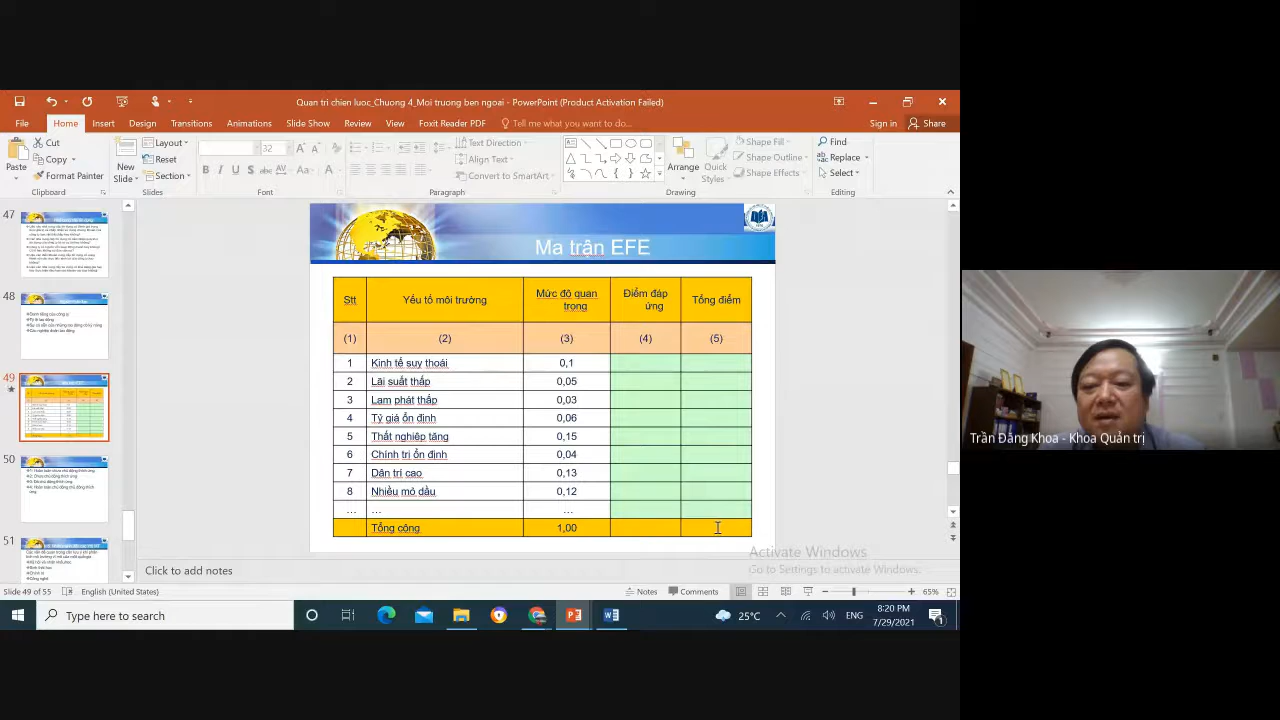 Quan tri chien luoc_Chuong 4_Moi truong ben ngoai - PowerPoint (Product Activation Failed)
File Home Insert Design Transitions Animations Slide Show Review View Foxit Reader PDF Tell me what you want to do... Sign in Share
Paste
Cut
Copy
Format Painter
Clipboard
New Slide
Layout
Reset
Section
Slides
32
B I U S abc AV Aa A
Font
Text Direction
Align Text
Convert to SmartArt
Paragraph
Arrange
Quick Styles
Shape Fill
Shape Outline
Shape Effects
Drawing
Find
Replace
Select
Editing
47
48
49
50
51
Ma trận EFE
Stt Yếu tố môi trường Mức độ quan trọng Điểm đáp ứng Tổng điểm
(1) (2) (3) (4) (5)
1 Kinh tế suy thoái 0,1
2 Lãi suất thấp 0,05
3 Lạm phát thấp 0,03
4 Tỷ giá ổn định 0,06
5 Thất nghiệp tăng 0,15
6 Chính trị ổn định 0,04
7 Dân trí cao 0,13
8 Nhiều mỏ dầu 0,12
... ... ...
Tổng cộng 1,00
Click to add notes
Activate Windows
Go to Settings to activate Windows.
Slide 49 of 55 English (United States) Notes Comments 65%
Type here to search
25°C ENG
8:20 PM
7/29/2021
Trần Đăng Khoa - Khoa Quản trị